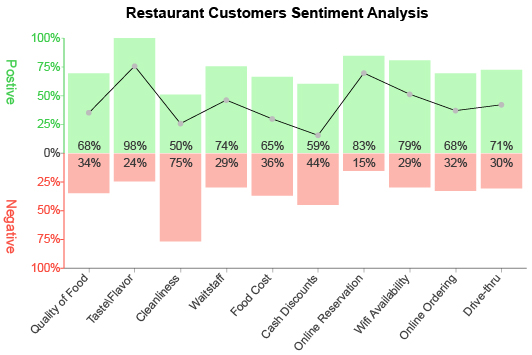 Restaurant Customers Sentiment Analysis
Postive
Negative
100%
75%
50%
25%
0%
25%
50%
75%
100%
68% 98% 50% 74% 65% 59% 83% 79% 68% 71%
34% 24% 75% 29% 36% 44% 15% 29% 32% 30%
Quality of Food
Taste\Flavor
Cleanliness
Waitstaff
Food Cost
Cash Discounts
Online Reservation
Wifi Availability
Online Ordering
Drive-thru